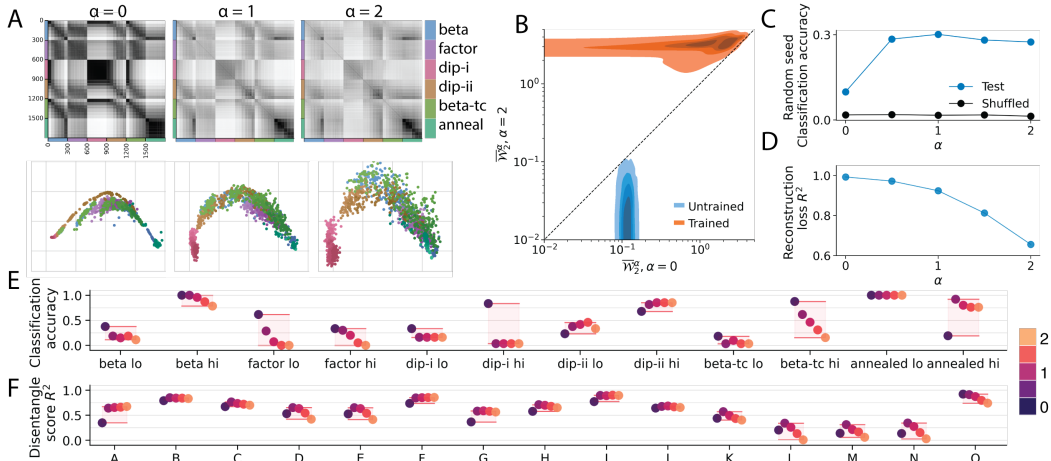 A
α = 0
α = 1
α = 2
0
300
600
900
1200
1500
0
300
600
900
1200
1500
beta
factor
dip-i
dip-ii
beta-tc
anneal
B
10⁰
10⁻¹
10⁻²
10⁻²
10⁻¹
10⁰
W̅₂^α, α = 2
W̅₂^α, α = 0
Untrained
Trained
C
Random seed
Classification accuracy
0.3
0.0
Test
Shuffled
0
1
2
α
D
Reconstruction
loss R²
1.0
0.8
0.6
0
1
2
α
E
Classification
accuracy
1.0
0.5
0.0
beta lo
beta hi
factor lo
factor hi
dip-i lo
dip-i hi
dip-ii lo
dip-ii hi
beta-tc lo
beta-tc hi
annealed lo
annealed hi
F
Disentangle
score R²
1.0
0.5
0.0
A
B
C
D
E
F
G
H
I
J
K
L
M
N
O
2
1
0